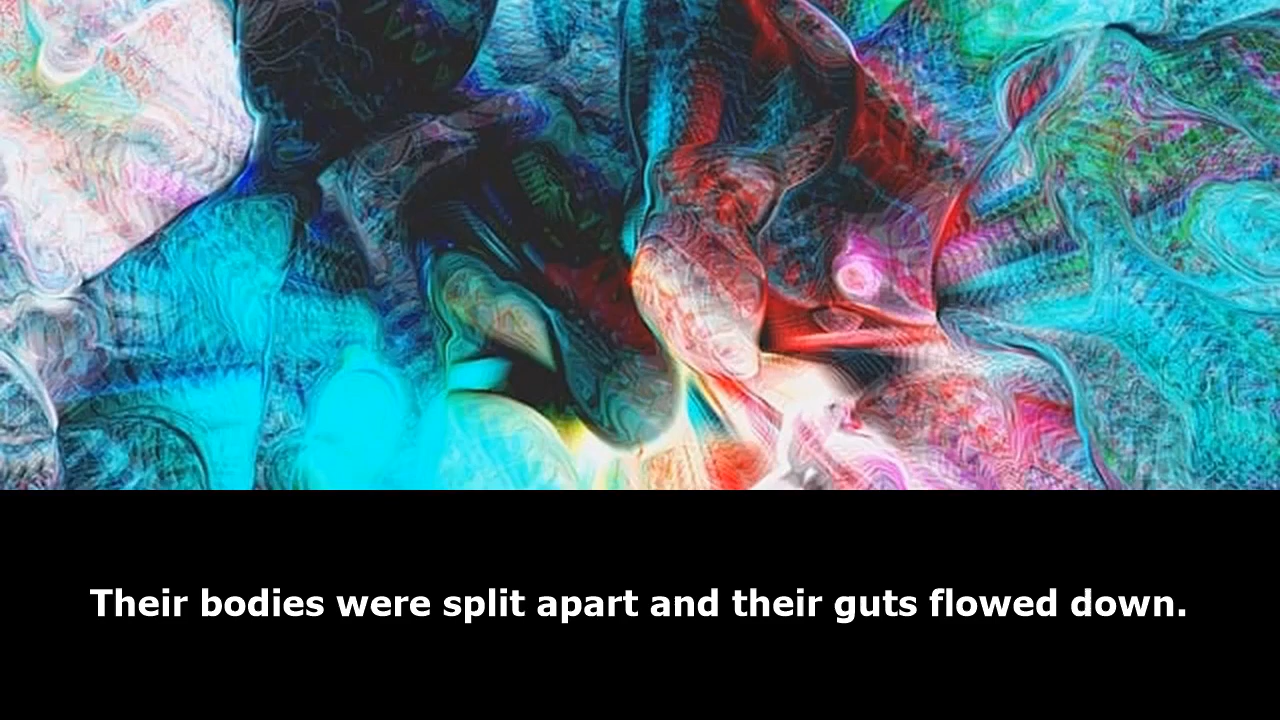 Their bodies were split apart and their guts flowed down.